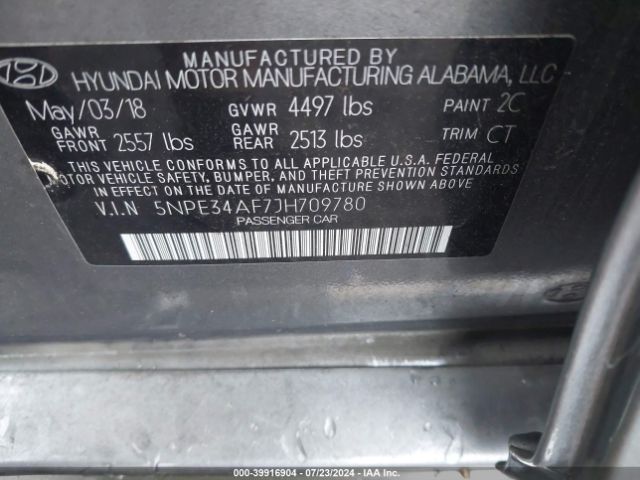 MANUFACTURED BY
HYUNDAI MOTOR MANUFACTURING ALABAMA, LLC
May/03/18 GVWR 4497 lbs PAINT 2C
GAWR FRONT 2557 lbs GAWR REAR 2513 lbs TRIM CT
THIS VEHICLE CONFORMS TO ALL APPLICABLE U.S.A. FEDERAL
MOTOR VEHICLE SAFETY, BUMPER, AND THEFT PREVENTION STANDARDS
IN EFFECT ON THE DATE OF MANUFACTURE SHOWN ABOVE.
V.I.N 5NPE34AF7JH709780
PASSENGER CAR
000-39916904 / 07/23/2024 - IAA Inc.